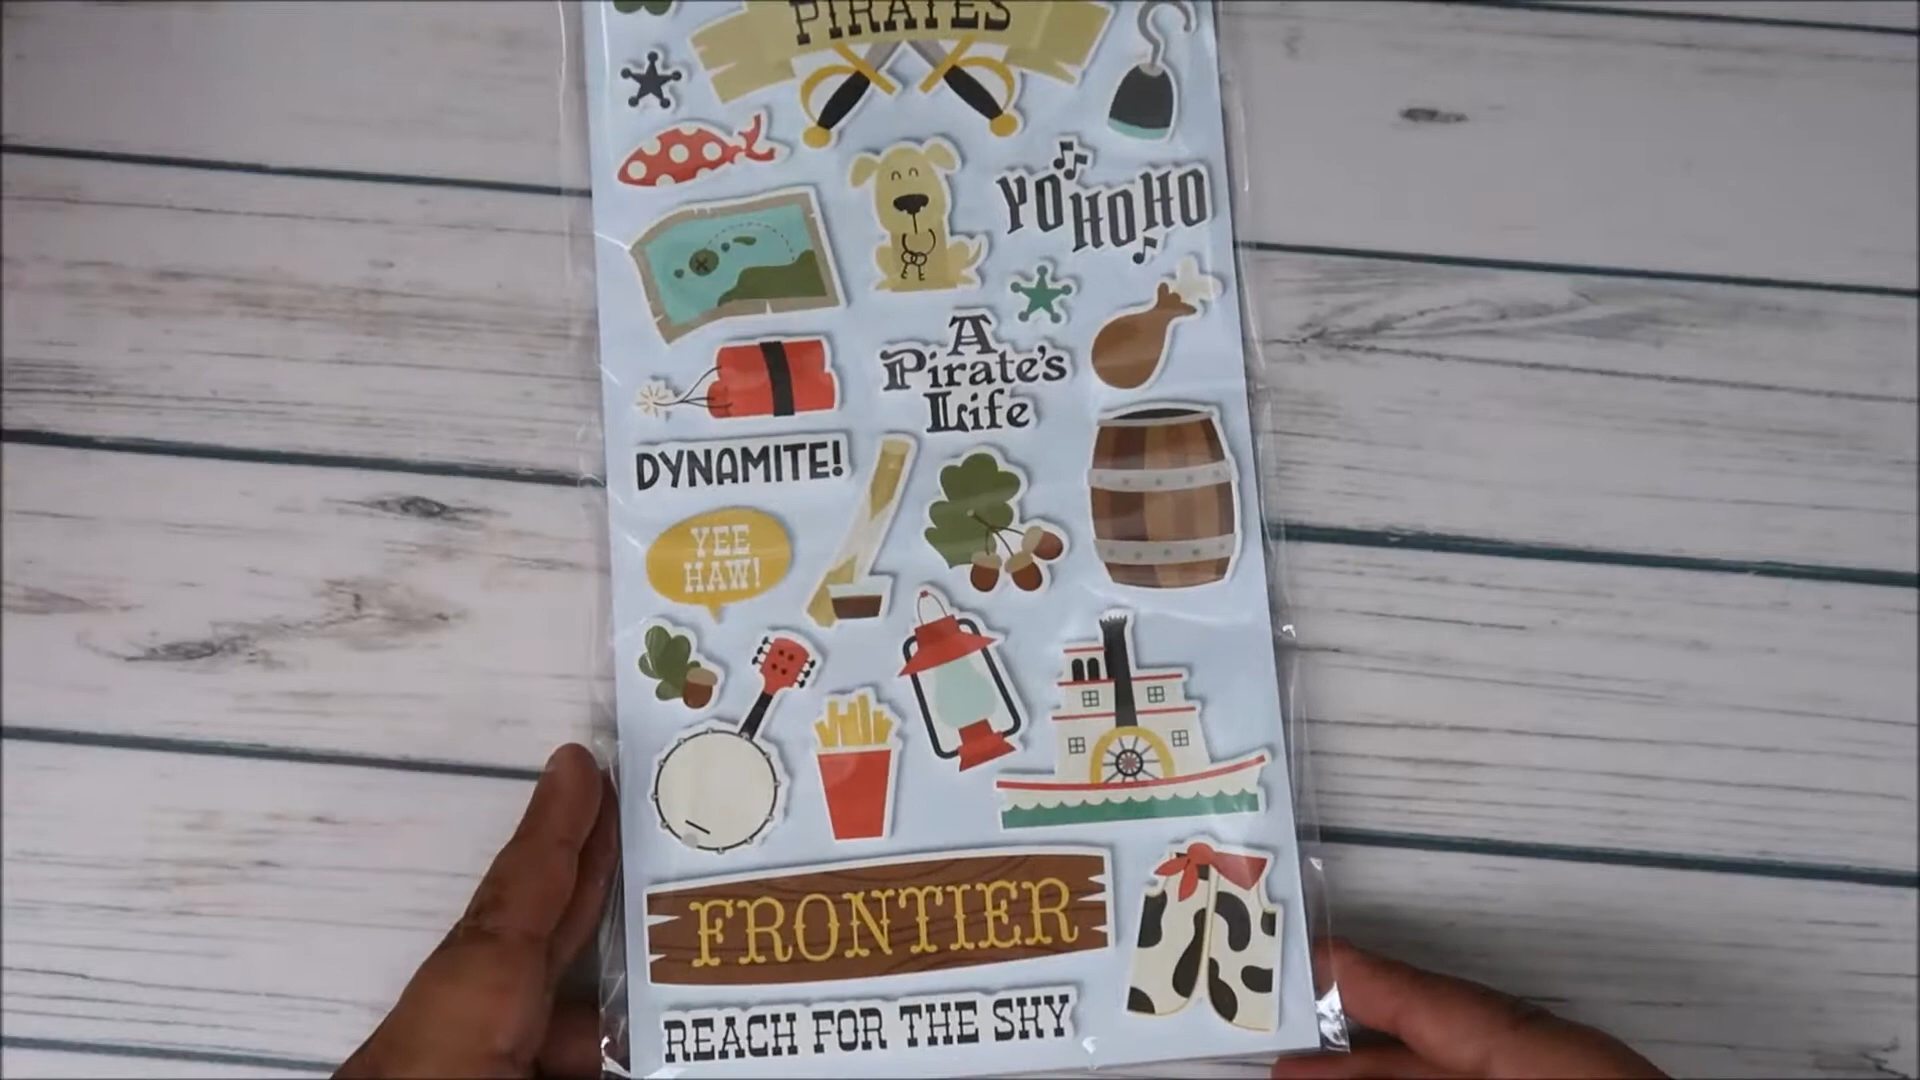 PIRATES
YO HO HO
A
Pirate's
Life
DYNAMITE!
YEE
HAW!
FRONTIER
REACH FOR THE SKY